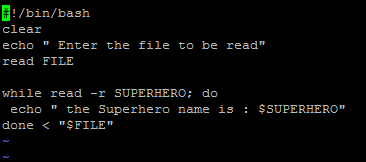 #!/bin/bash
clear
echo " Enter the file to be read"
read FILE

while read -r SUPERHERO; do
 echo " the Superhero name is : $SUPERHERO"
done < "$FILE"
~
~